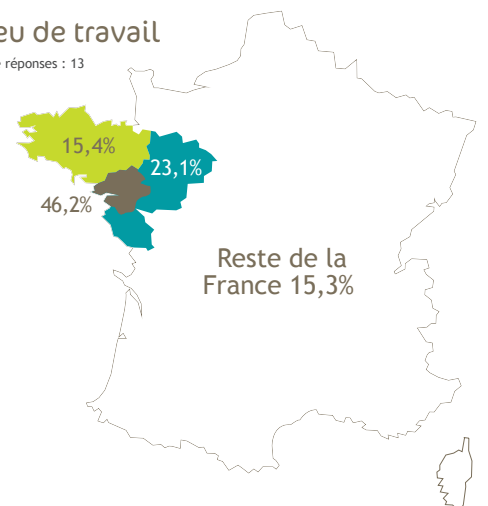 eu de travail
réponses : 13
15,4%
23,1%
46,2%
Reste de la
France 15,3%